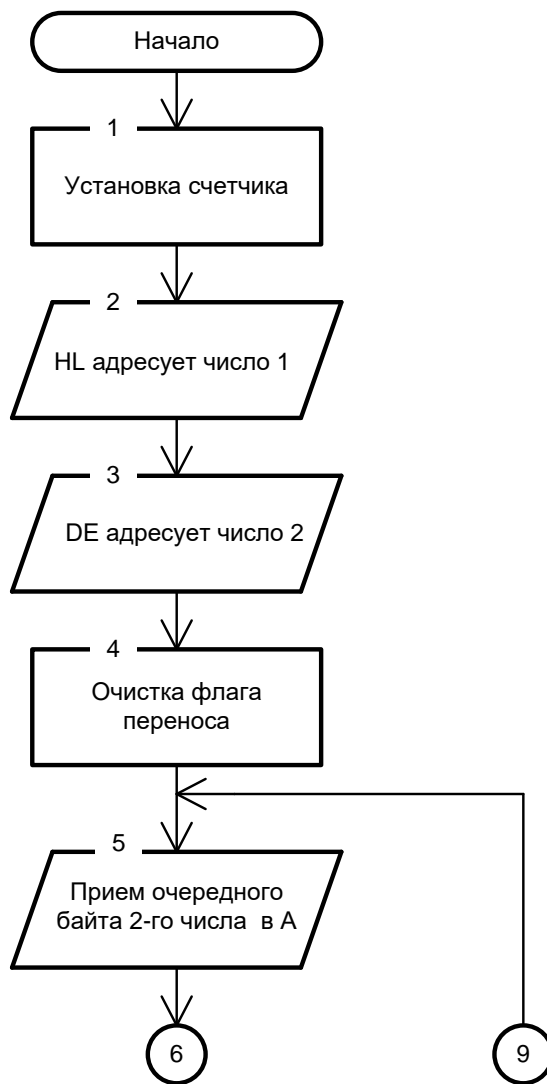 Начало
1
Установка счетчика
2
HL адресует число 1
3
DE адресует число 2
4
Очистка флага
переноса
5
Прием очередного
байта 2-го числа в А
6
9